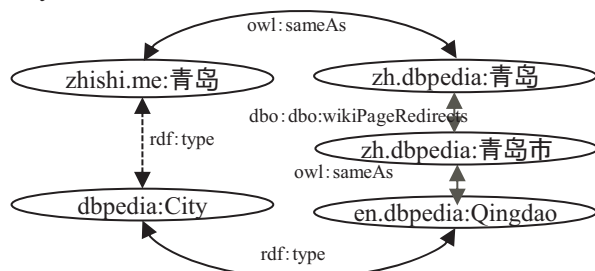 owl:sameAs
zhishi.me:青岛
zh.dbpedia:青岛
dbo:dbo:wikiPageRedirects
rdf:type
zh.dbpedia:青岛市
owl:sameAs
dbpedia:City
en.dbpedia:Qingdao
rdf:type